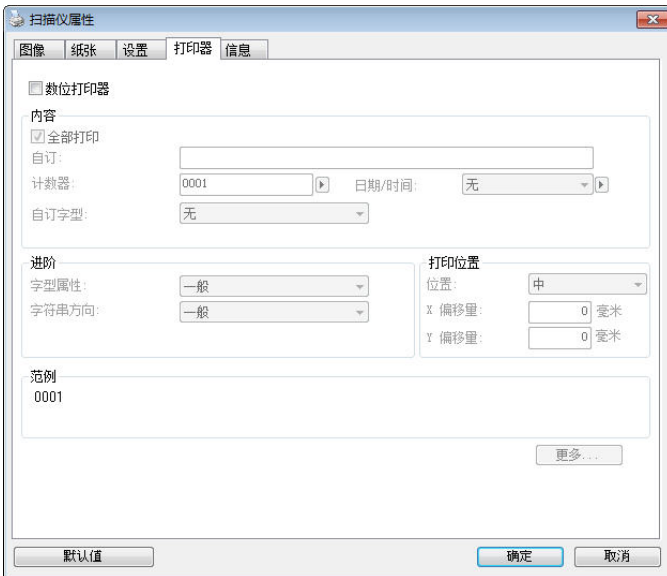 扫描仪属性
图像 纸张 设置 打印器 信息
数位打印器
内容
全部打印
自订:
计数器: 0001 日期/时间: 无
自订字型: 无
进阶
字型属性: 一般
字符串方向: 一般
打印位置
位置: 中
X 偏移量: 0 毫米
Y 偏移量: 0 毫米
范例
0001
更多...
默认值 确定 取消